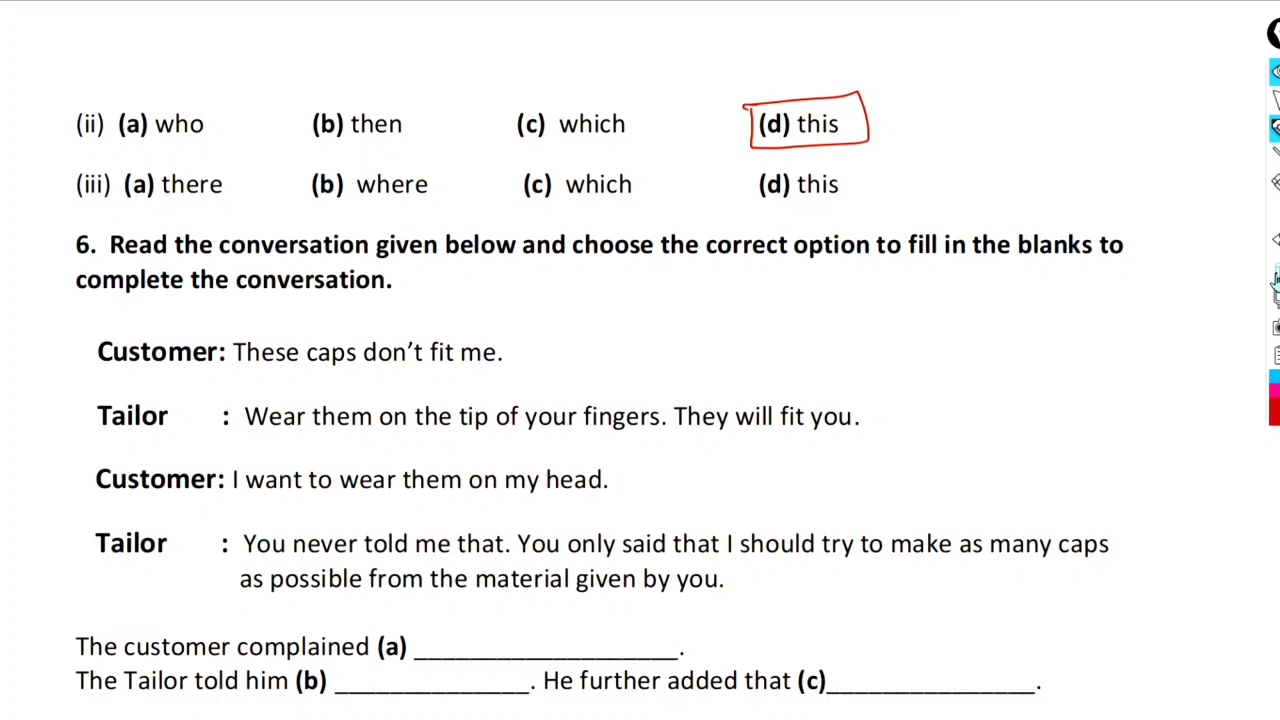 (ii) (a) who (b) then (c) which (d) this
(iii) (a) there (b) where (c) which (d) this
6. Read the conversation given below and choose the correct option to fill in the blanks to
complete the conversation.
Customer: These caps don’t fit me.
Tailor : Wear them on the tip of your fingers. They will fit you.
Customer: I want to wear them on my head.
Tailor : You never told me that. You only said that I should try to make as many caps
as possible from the material given by you.
The customer complained (a) ___________________.
The Tailor told him (b) ______________. He further added that (c)_______________.